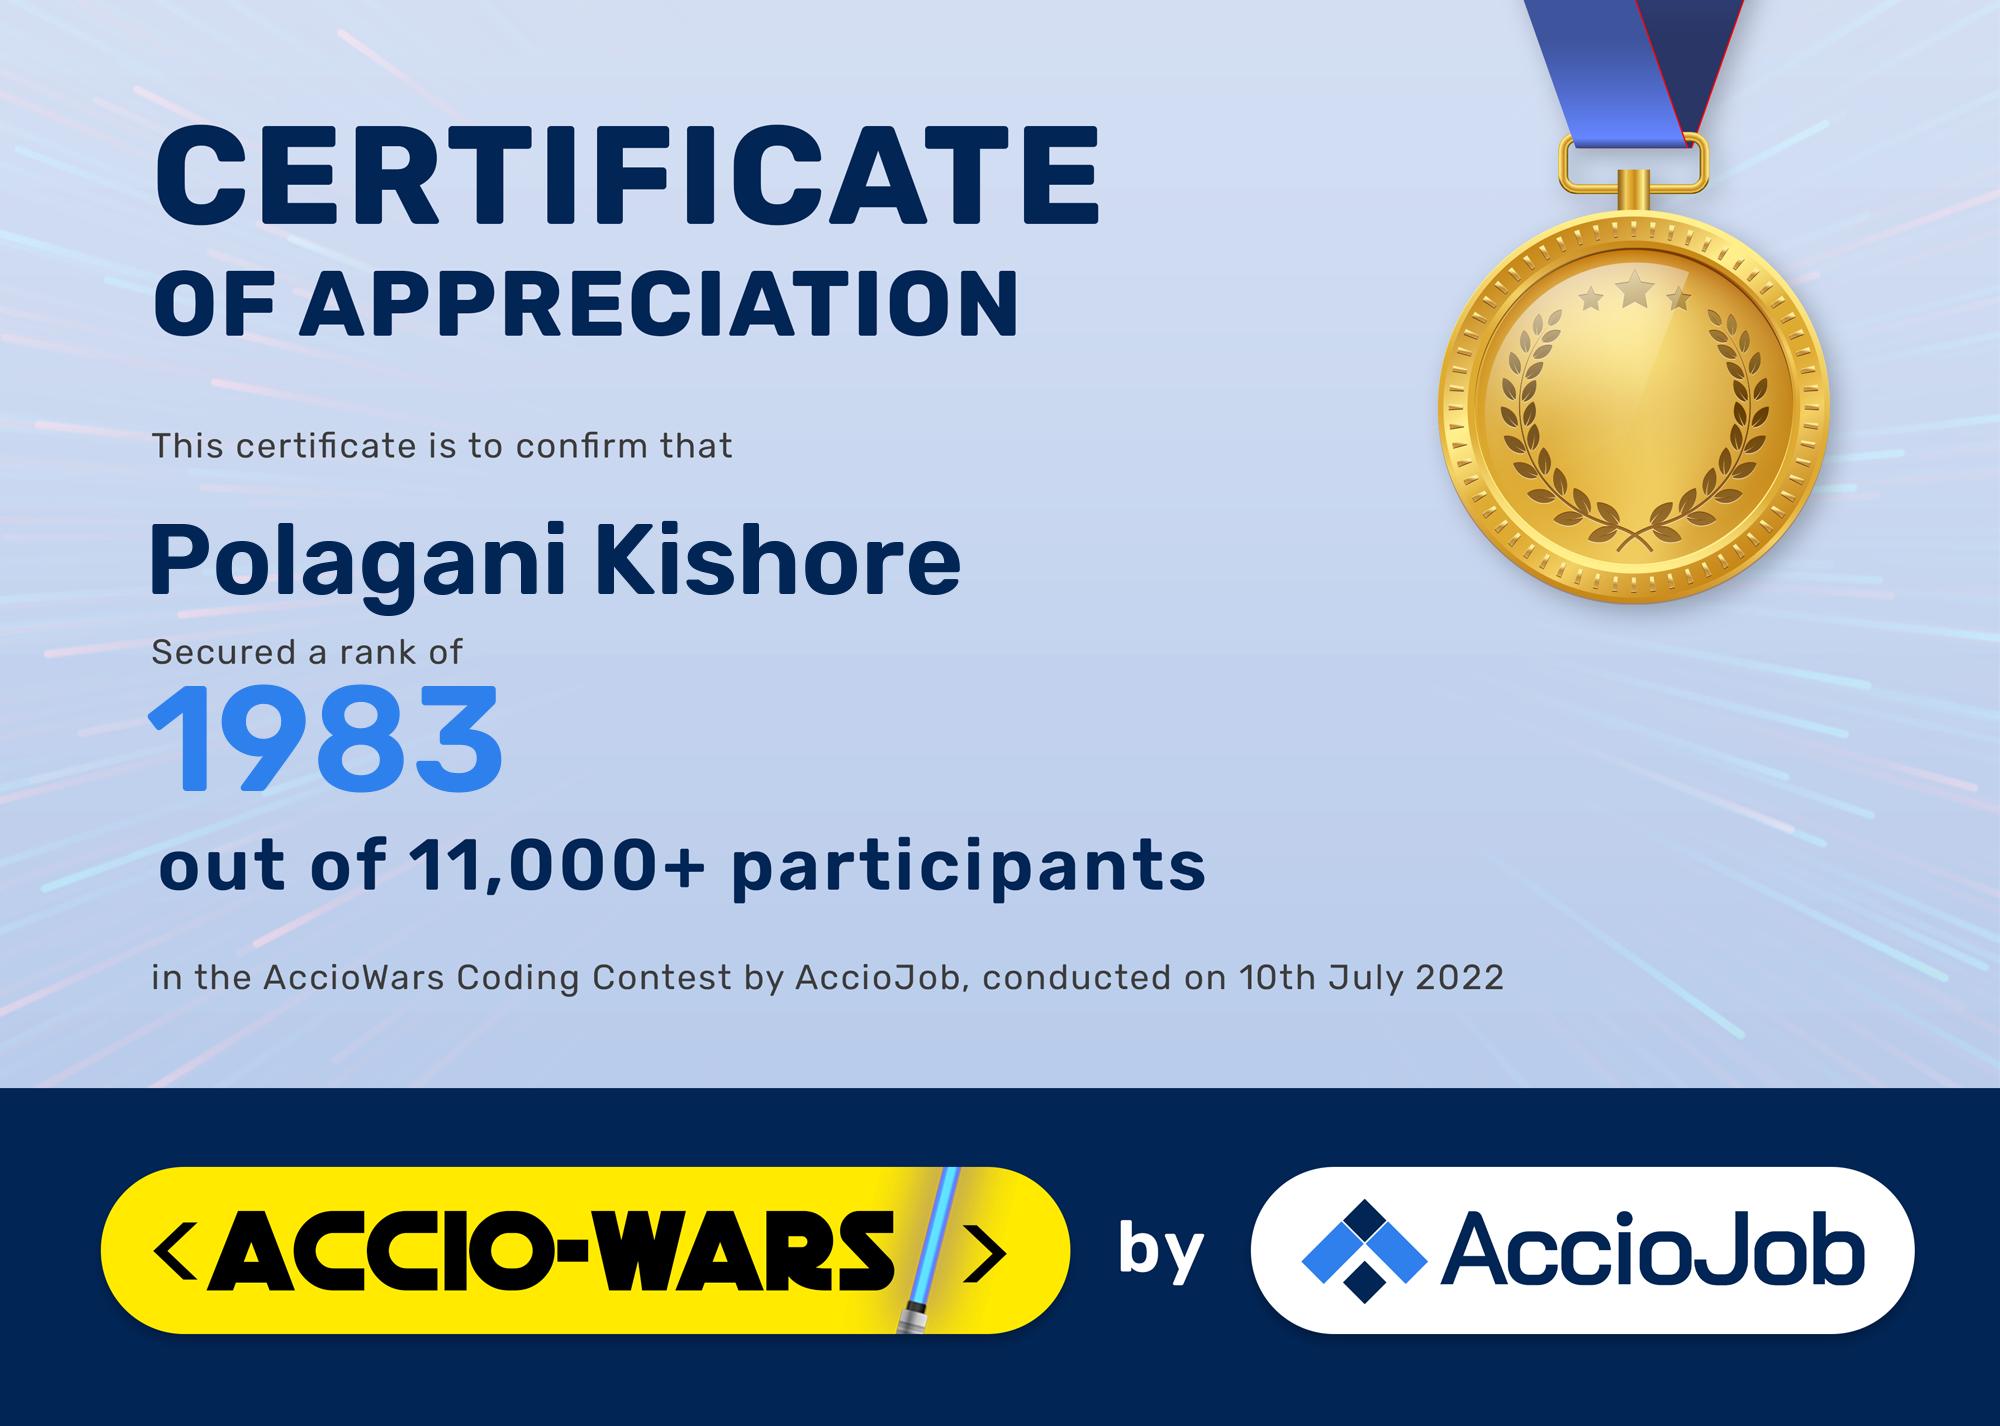 CERTIFICATE
OF APPRECIATION
This certificate is to confirm that
Polagani Kishore
Secured a rank of
1983
out of 11,000+ participants
in the AccioWars Coding Contest by AccioJob, conducted on 10th July 2022
<ACCIO-WARS> by AccioJob